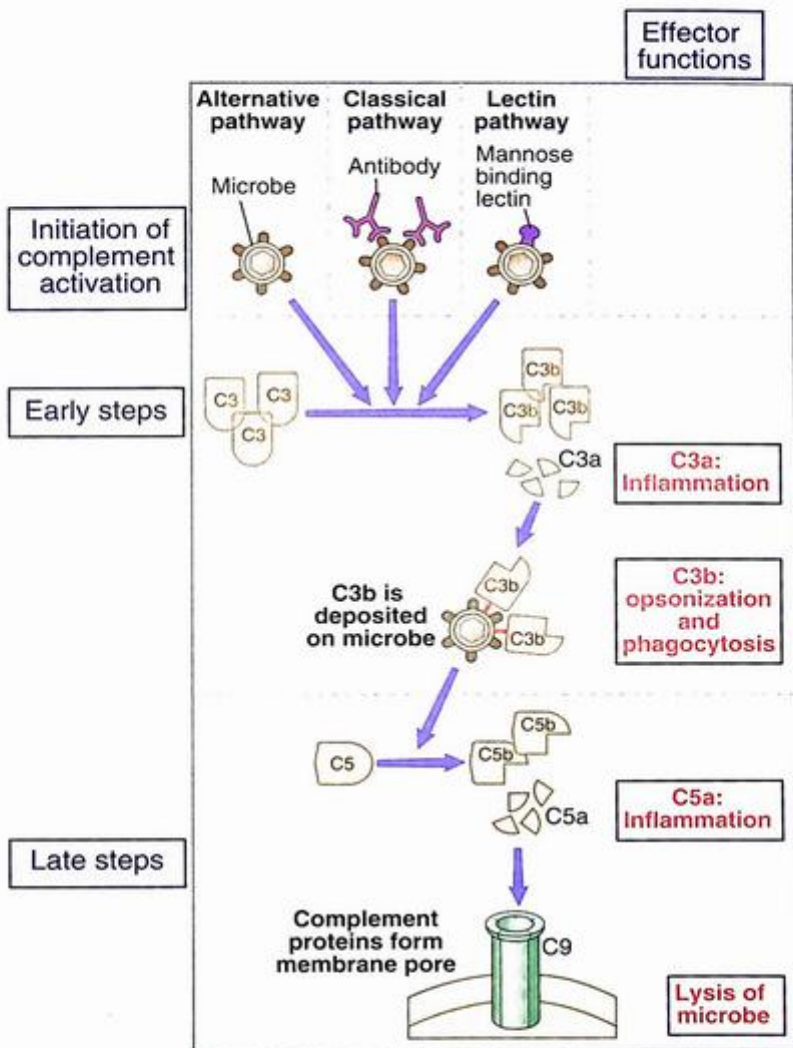 Effector
functions
Alternative
pathway
Classical
pathway
Lectin
pathway
Microbe
Antibody
Mannose
binding
lectin
Initiation of
complement
activation
Early steps
C3
C3
C3
C3b
C3b
C3b
C3a
C3a:
Inflammation
C3b is
deposited
on microbe
C3b
C3b
C3b:
opsonization
and
phagocytosis
C5
C5b
C5b
C5a
C5a:
Inflammation
Late steps
Complement
proteins form
membrane pore
C9
Lysis of
microbe